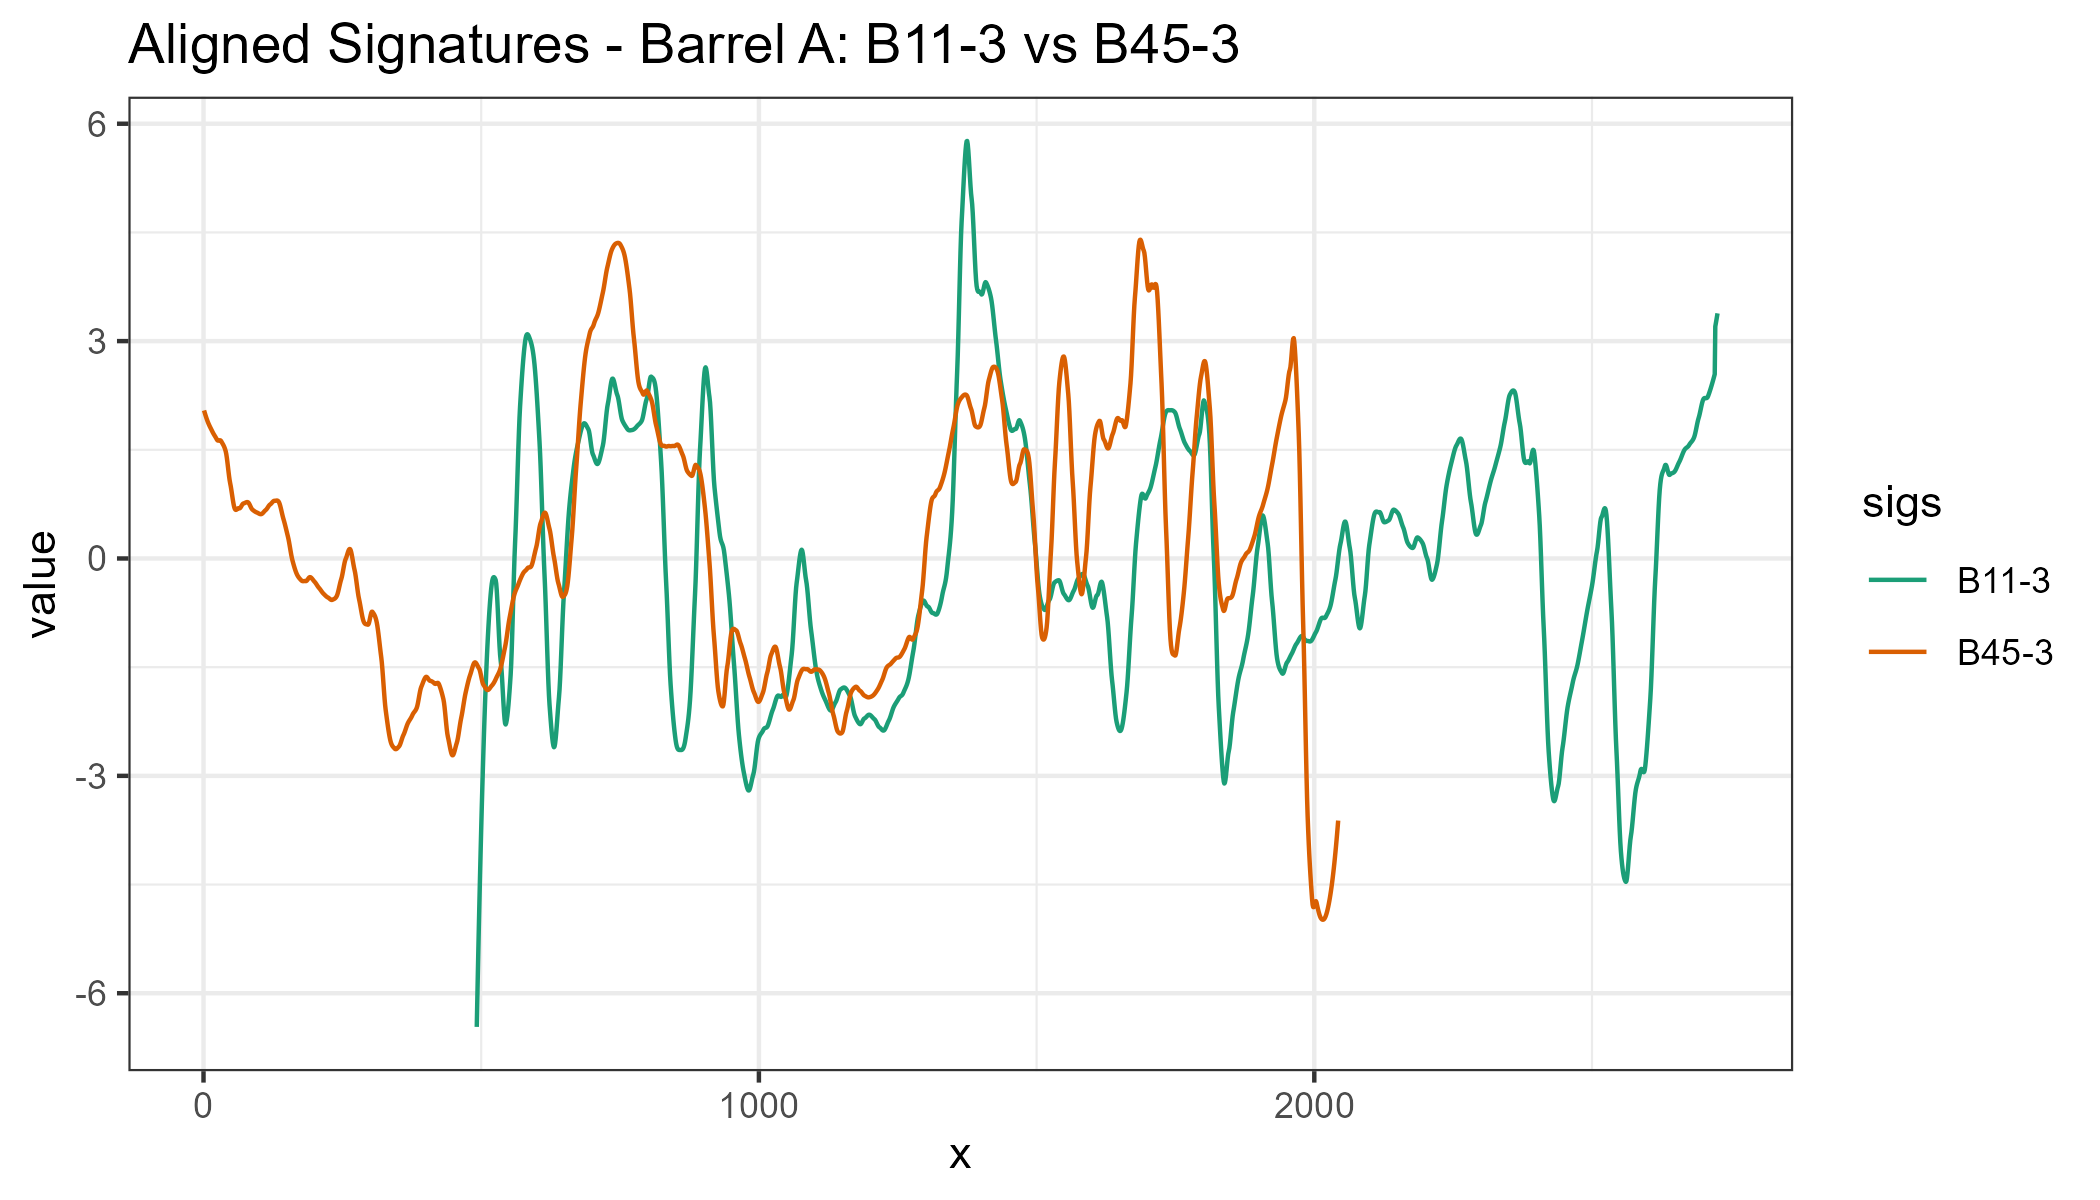 Aligned Signatures - Barrel A: B11-3 vs B45-3
6
3
0
-3
-6
value
0 1000 2000
x
sigs
B11-3
B45-3